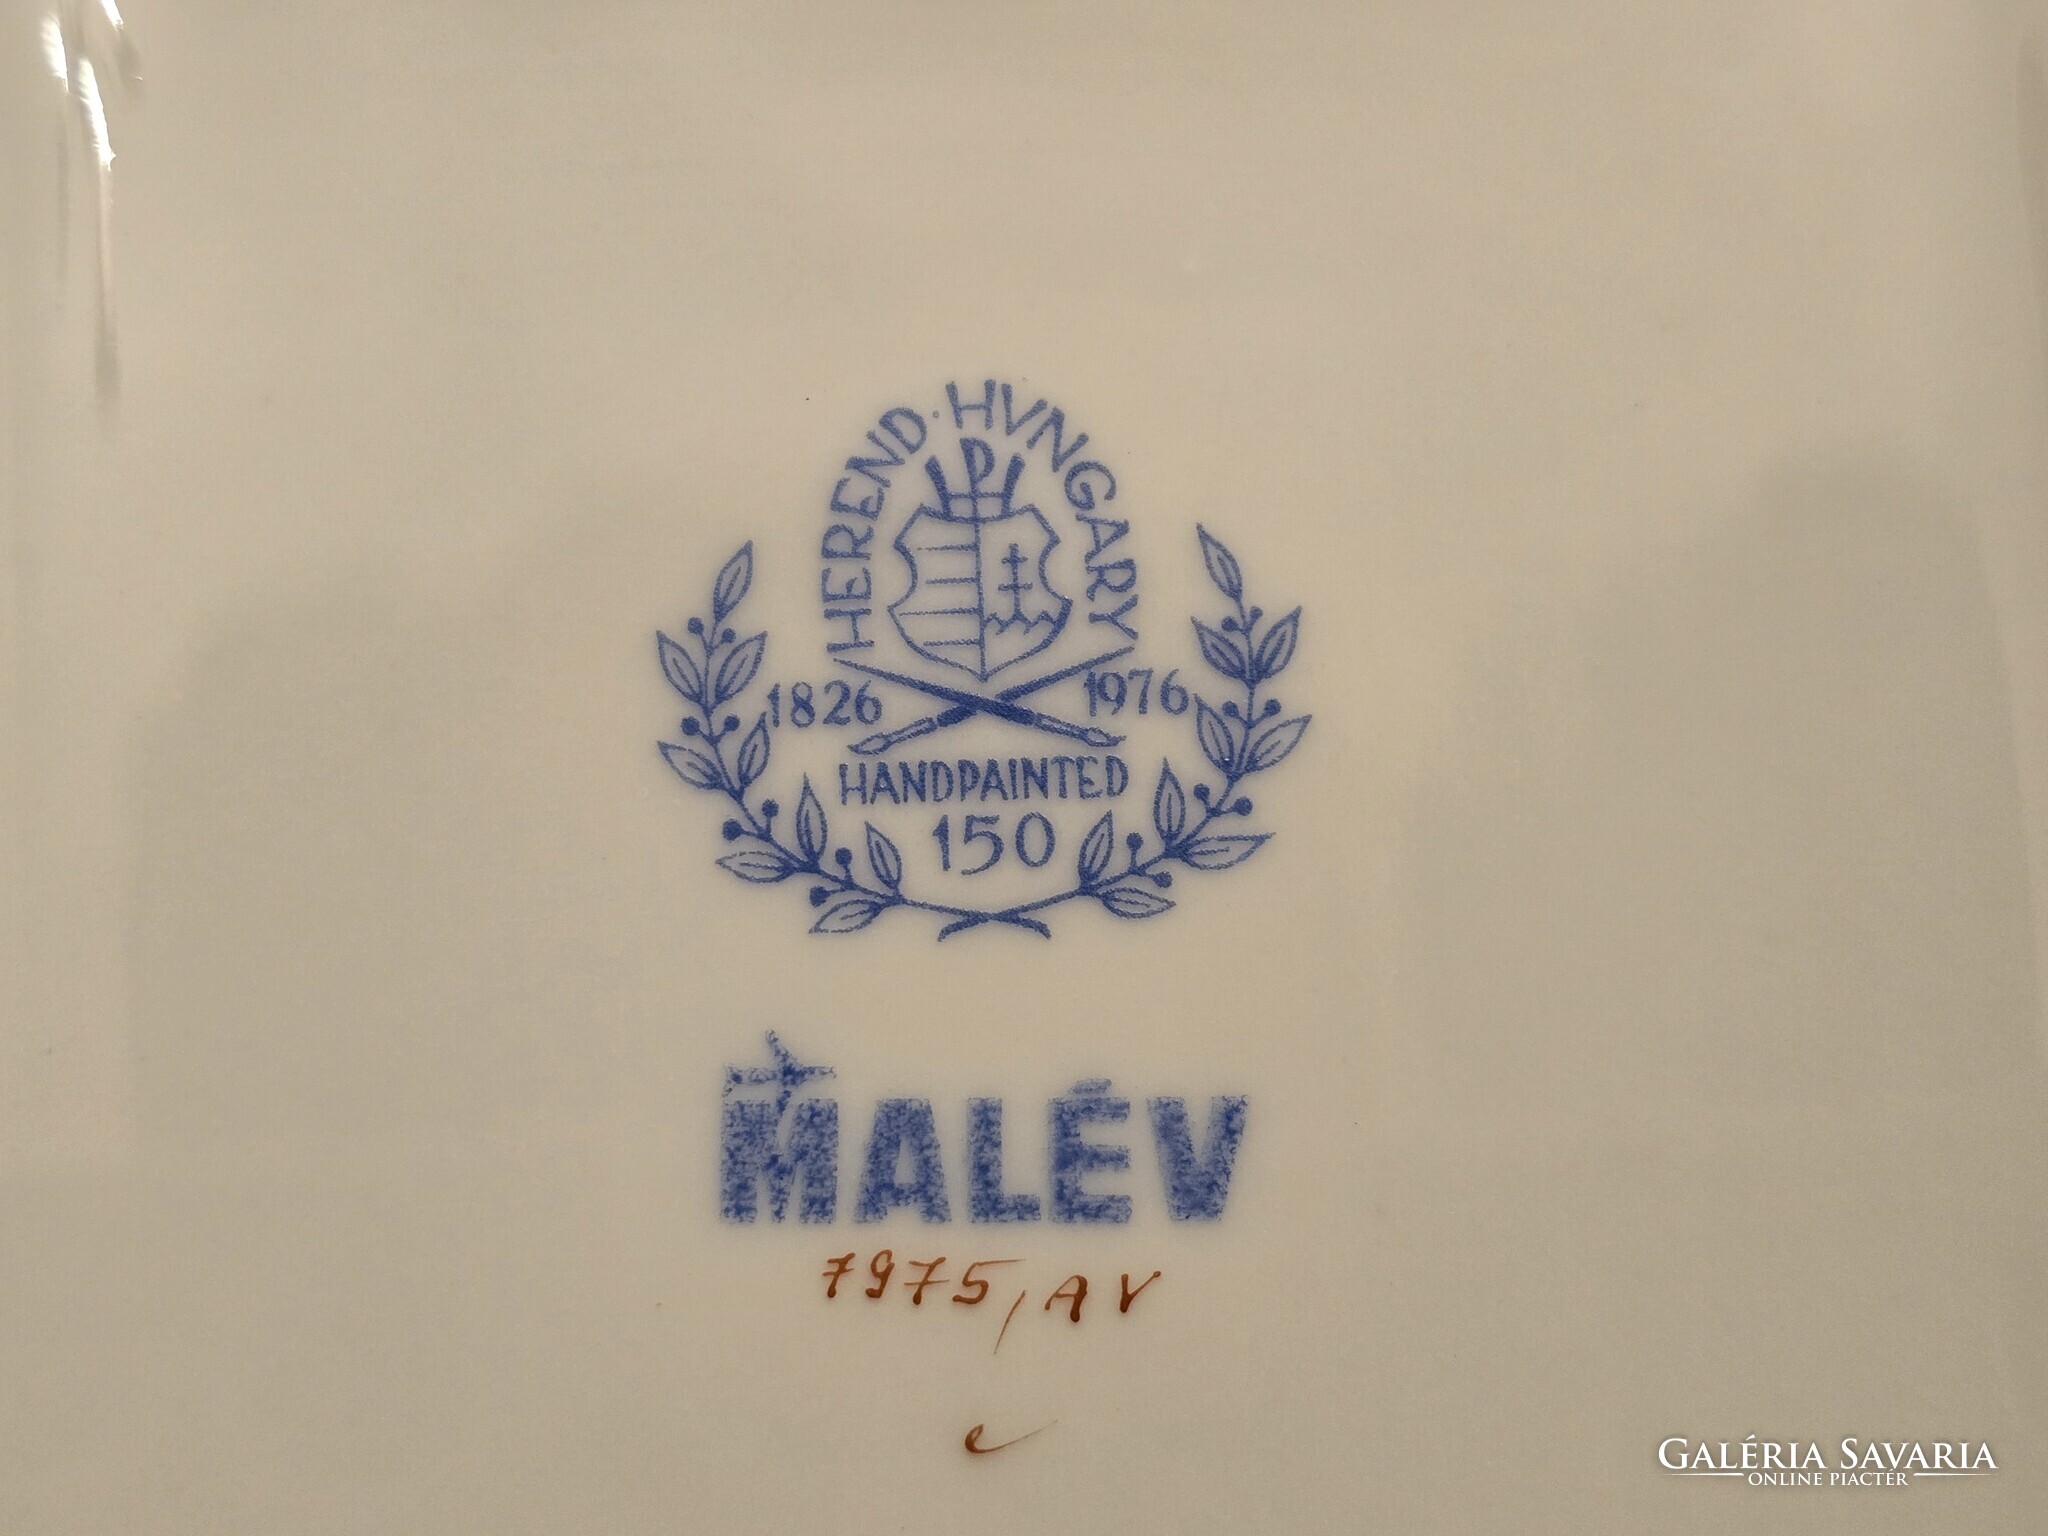 HEREND · HVNGARY
1826 1976
HANDPAINTED
150
MALÉV
7975, AV
e
GALÉRIA SAVARIA
ONLINE PIACTÉR